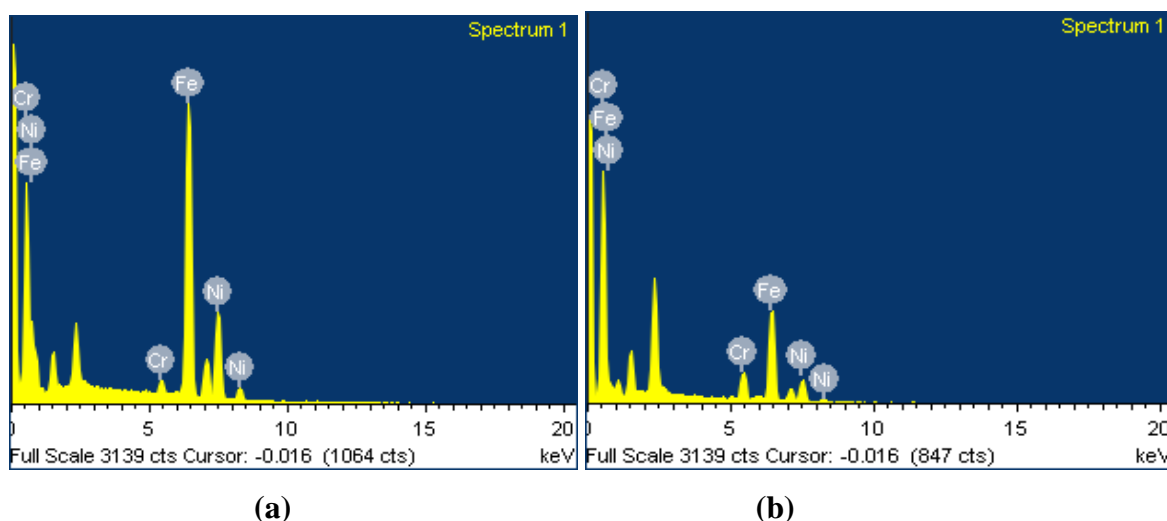 Spectrum 1
Fe
Cr
Ni
Fe
Ni
Cr
Ni
0 5 10 15 20
Full Scale 3139 cts Cursor: -0.016 (1064 cts) keV
(a)
Spectrum 1
Cr
Fe
Ni
Fe
Cr
Ni
Ni
0 5 10 15 20
Full Scale 3139 cts Cursor: -0.016 (847 cts) keV
(b)